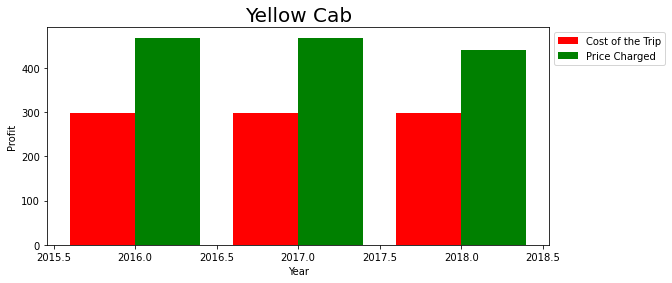 Yellow Cab
Cost of the Trip
Price Charged
Profit
400
300
200
100
0
2015.5 2016.0 2016.5 2017.0 2017.5 2018.0 2018.5
Year